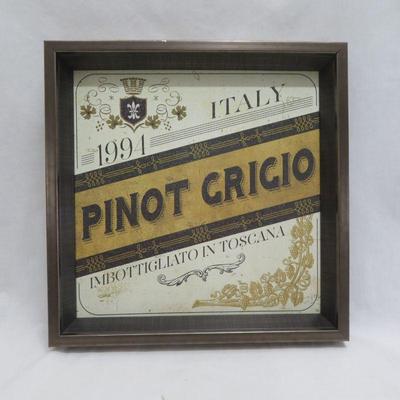 ITALY
1994
PINOT GRIGIO
IMBOTTIGLIATO IN TOSCANA